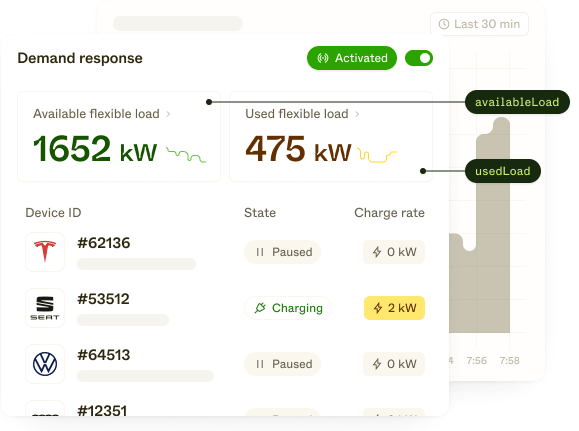 Last 30 min
Demand response
Activated
Available flexible load
1652 kW
Used flexible load
475 kW
availableLoad
usedLoad
Device ID
State
Charge rate
#62136
Paused
0 kW
#53512
Charging
2 kW
SEAT
#64513
Paused
0 kW
7:56
7:58
#12351